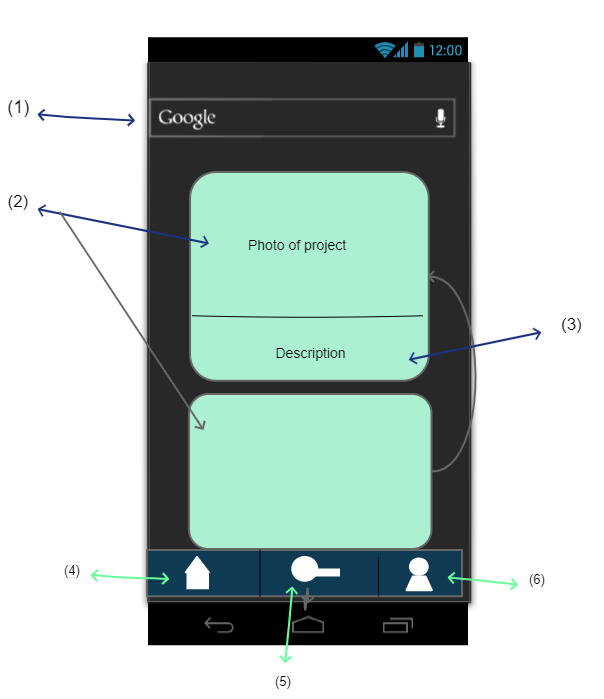 12:00
(1)
Google
(2)
Photo of project
(3)
Description
(4)
(6)
(5)